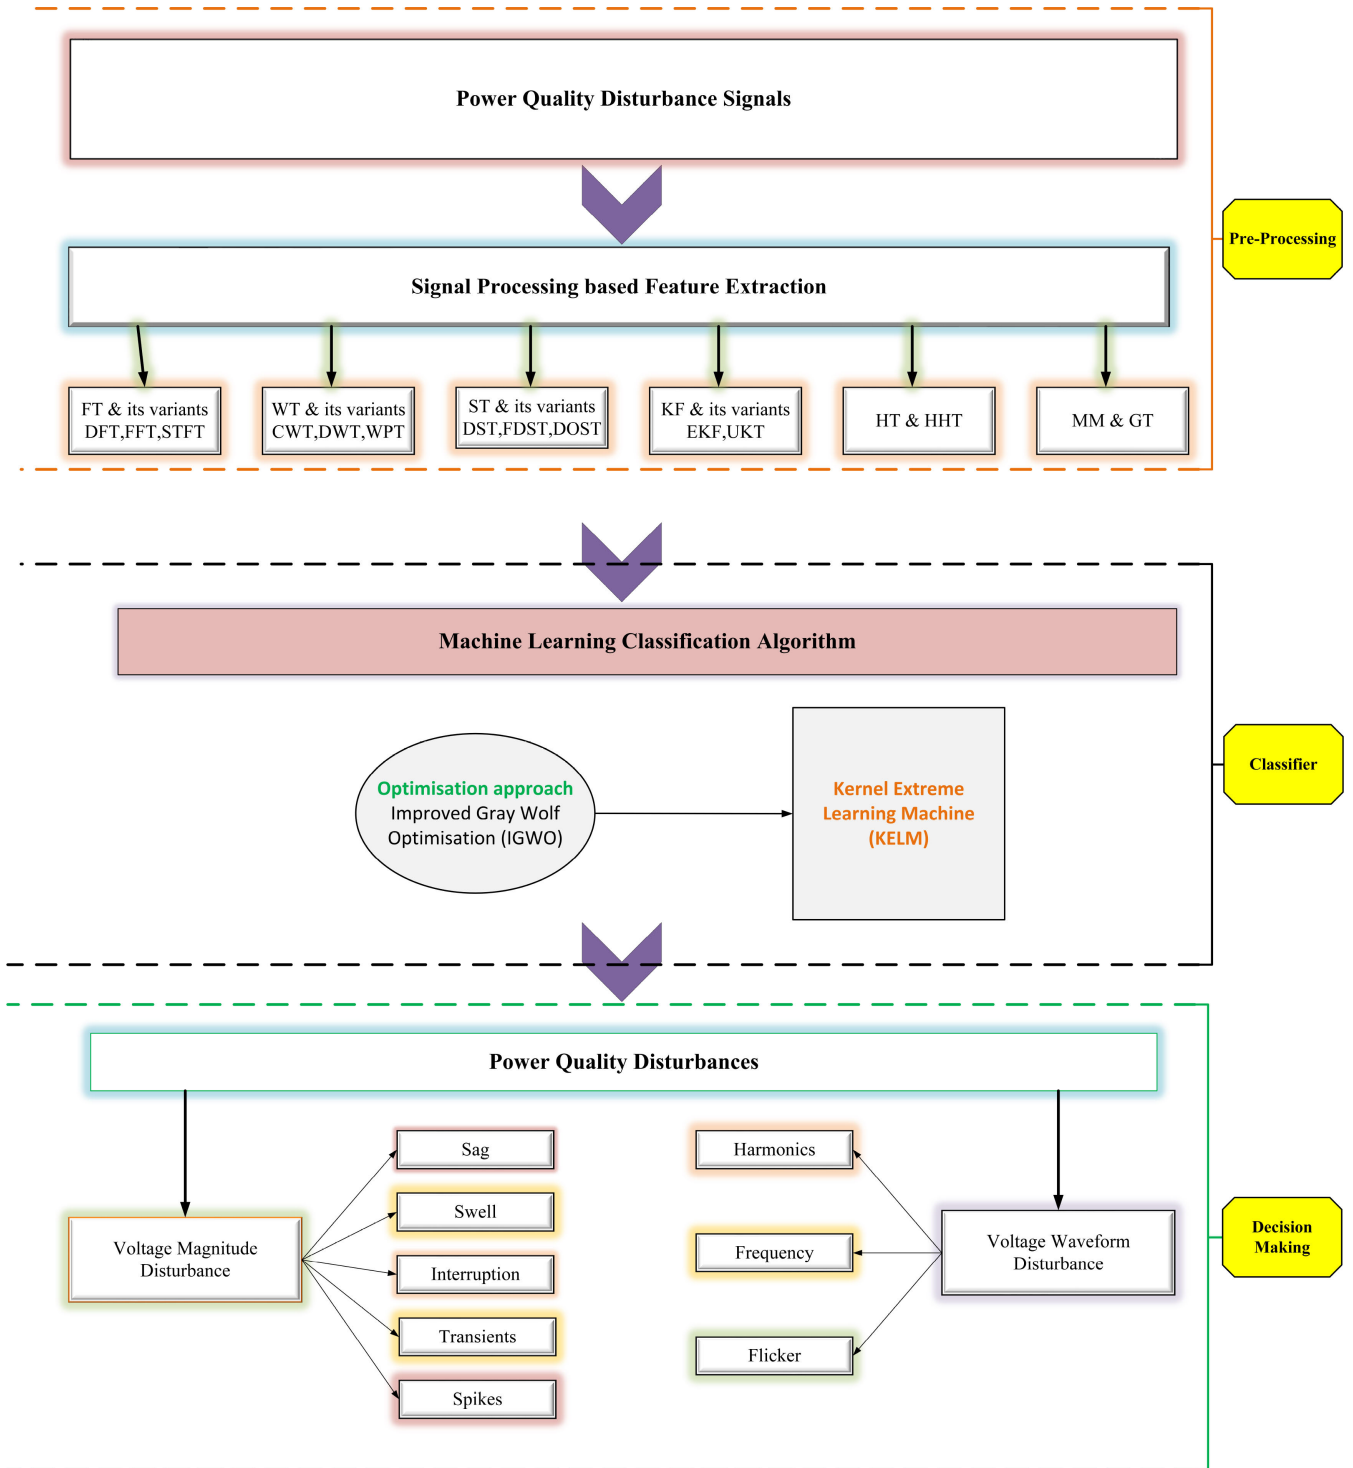 Power Quality Disturbance Signals
Pre-Processing
Signal Processing based Feature Extraction
FT & its variants
DFT,FFT,STFT
WT & its variants
CWT,DWT,WPT
ST & its variants
DST,FDST,DOST
KF & its variants
EKF,UKT
HT & HHT
MM & GT
Machine Learning Classification Algorithm
Optimisation approach
Improved Gray Wolf
Optimisation (IGWO)
Kernel Extreme
Learning Machine
(KELM)
Classifier
Power Quality Disturbances
Voltage Magnitude
Disturbance
Sag
Swell
Interruption
Transients
Spikes
Harmonics
Frequency
Flicker
Voltage Waveform
Disturbance
Decision
Making